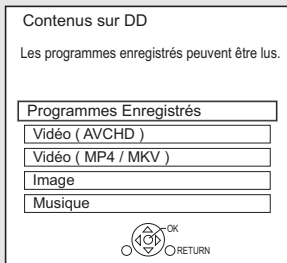 Contenus sur DD
Les programmes enregistrés peuvent être lus.
Programmes Enregistrés
Vidéo ( AVCHD )
Vidéo ( MP4 / MKV )
Image
Musique
OK
RETURN